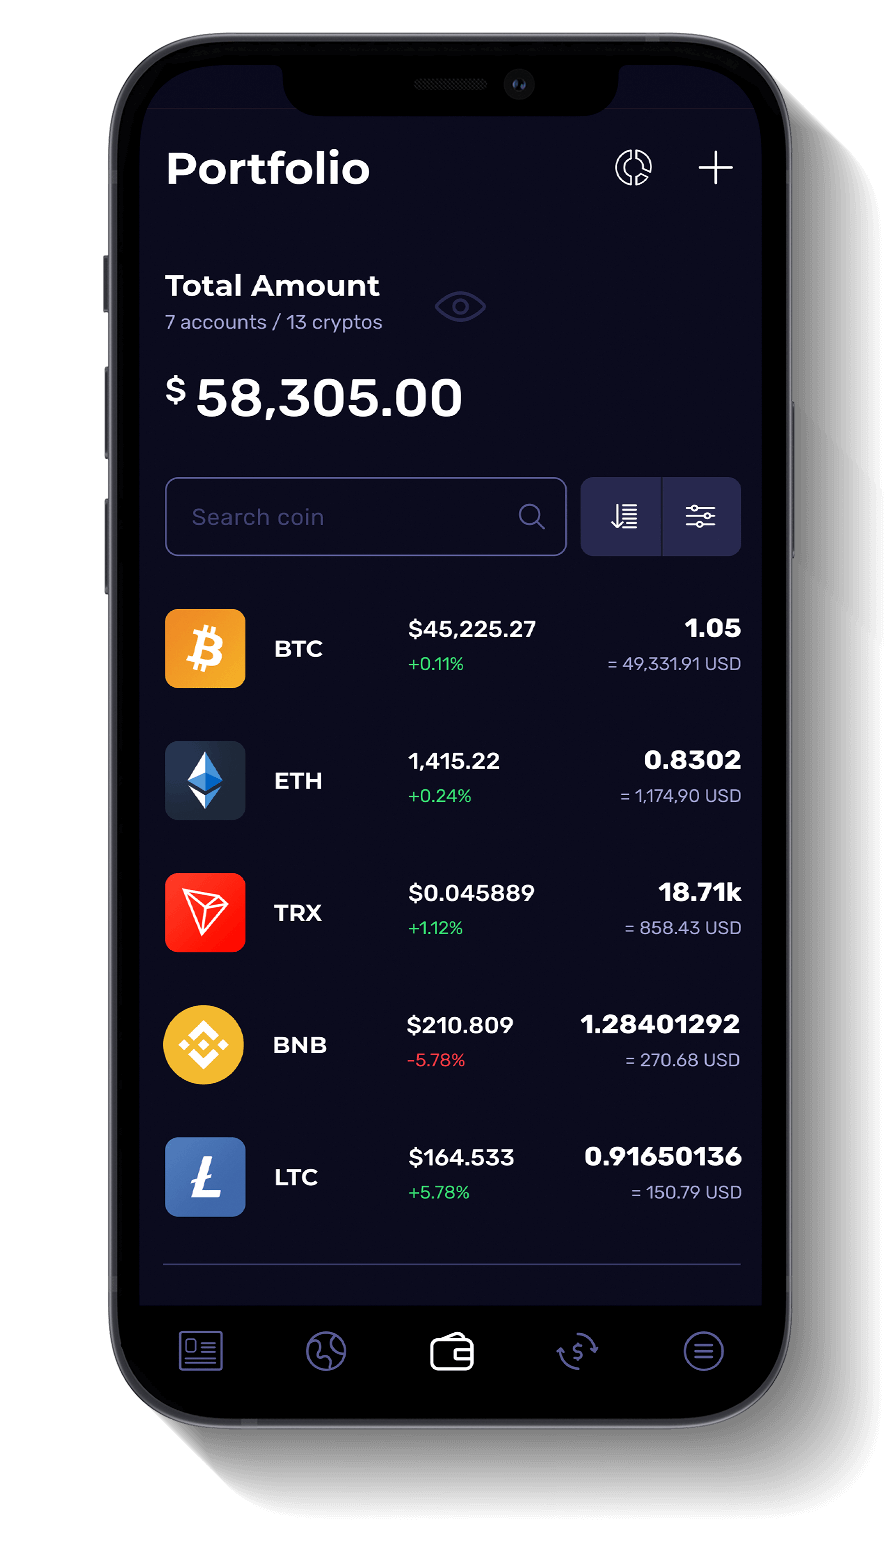 Portfolio
Total Amount
7 accounts / 13 cryptos
$ 58,305.00
Search coin
BTC $45,225.27 1.05
+0.11% = 49,331.91 USD
ETH 1,415.22 0.8302
+0.24% = 1,174,90 USD
TRX $0.045889 18.71k
+1.12% = 858.43 USD
BNB $210.809 1.28401292
-5.78% = 270.68 USD
LTC $164.533 0.91650136
+5.78% = 150.79 USD